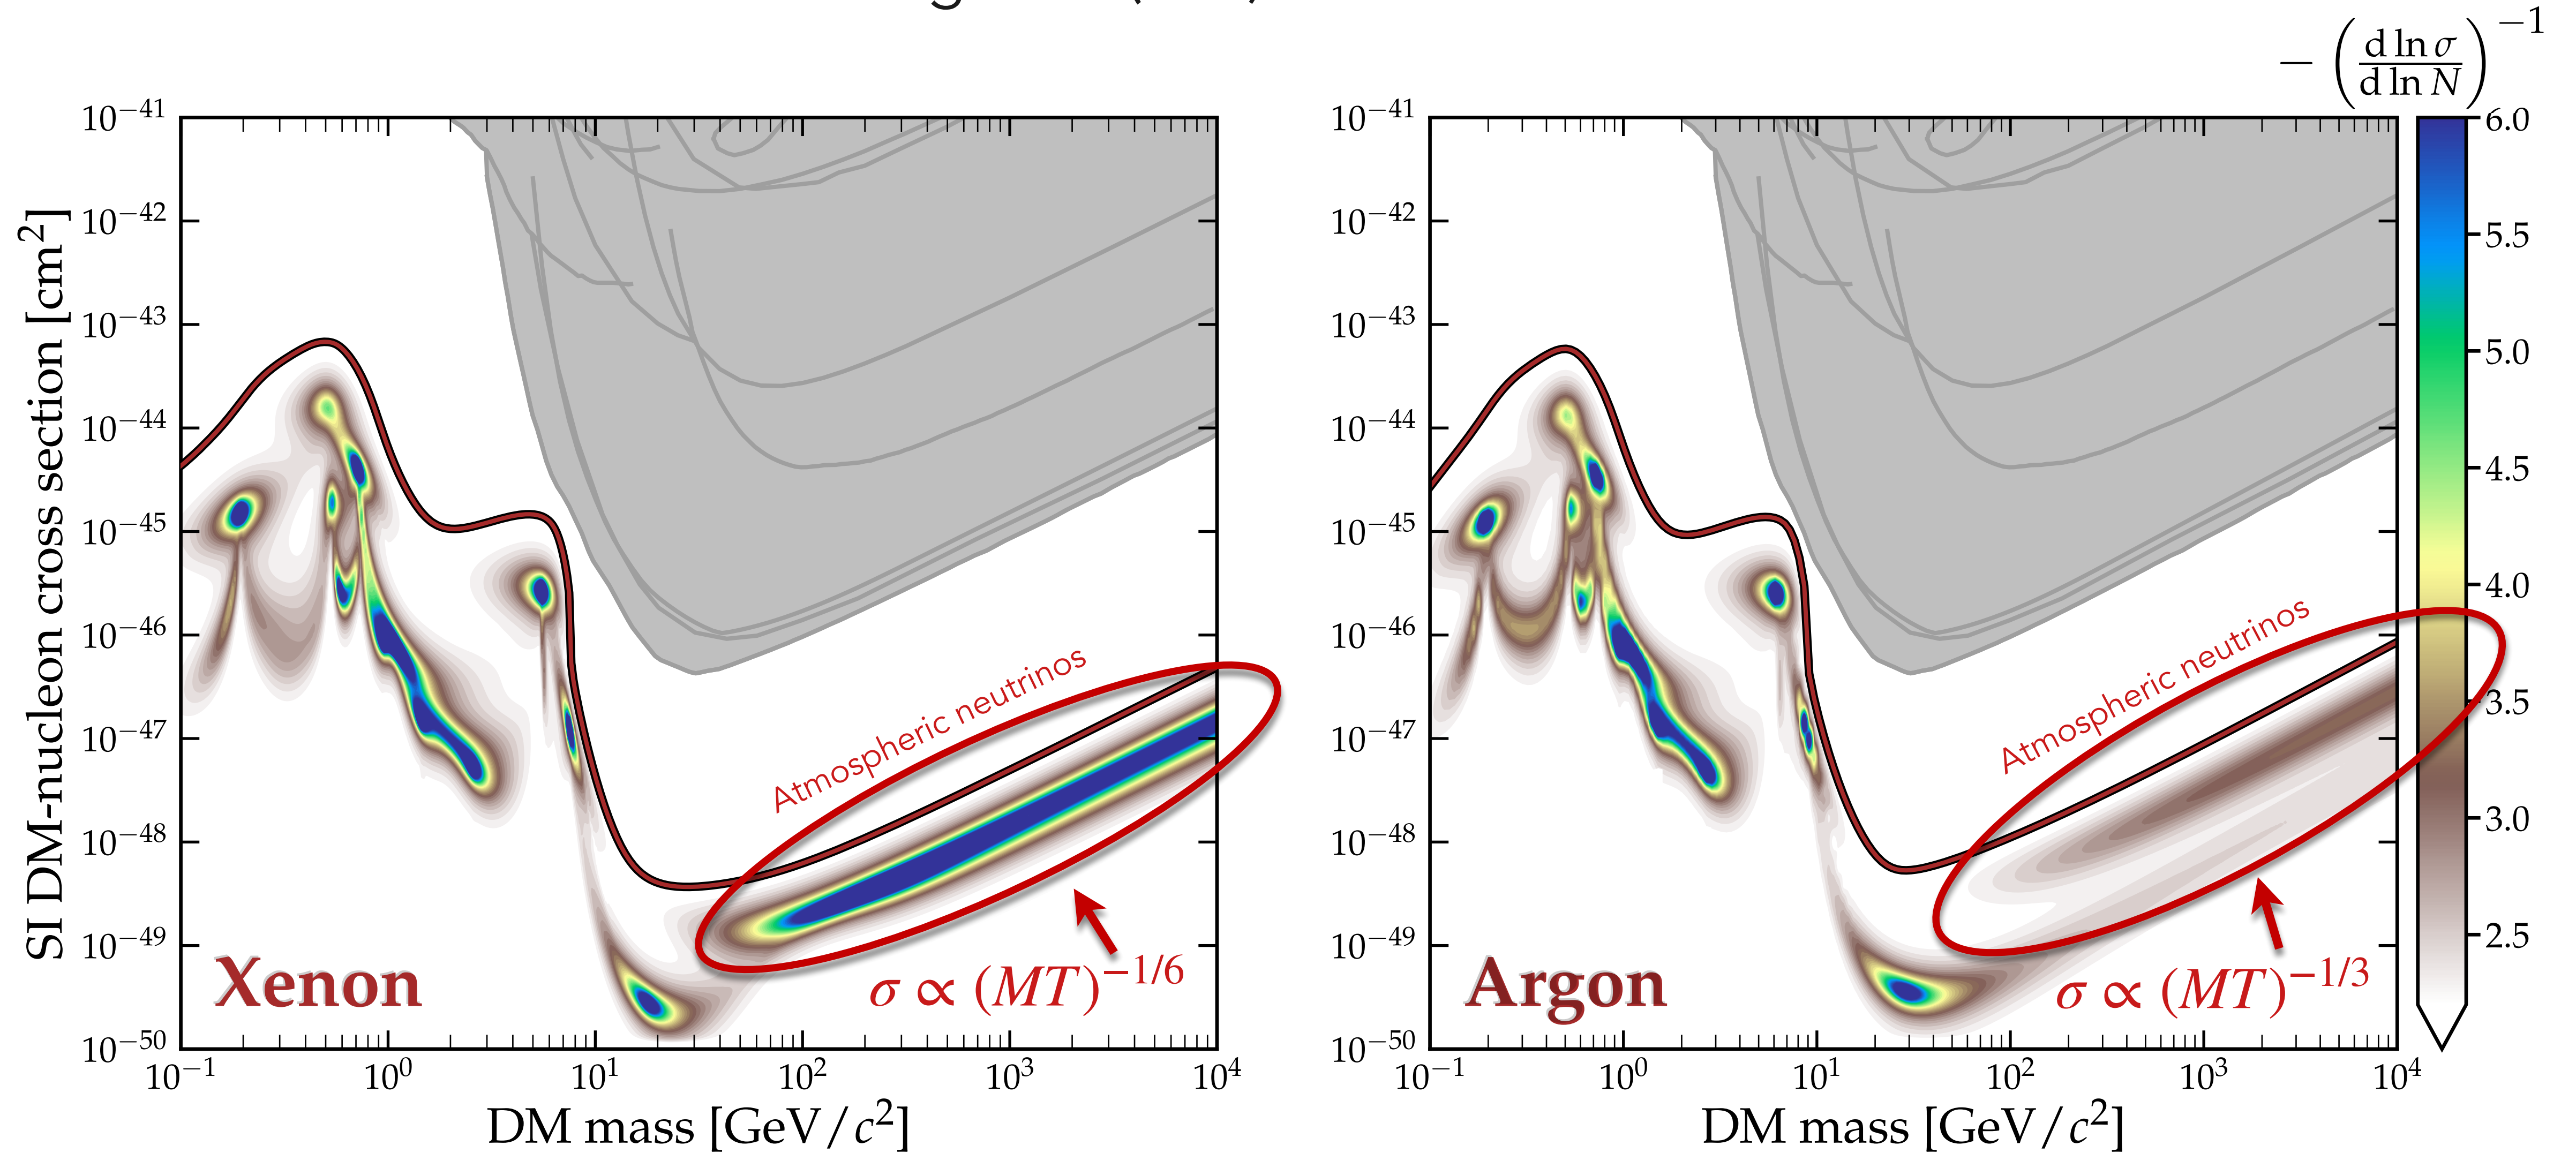 − (d ln σ / d ln N)⁻¹
SI DM-nucleon cross section [cm²]
10⁻⁴¹
10⁻⁴²
10⁻⁴³
10⁻⁴⁴
10⁻⁴⁵
10⁻⁴⁶
10⁻⁴⁷
10⁻⁴⁸
10⁻⁴⁹
10⁻⁵⁰
Atmospheric neutrinos
σ ∝ (MT)⁻¹/⁶
Xenon
10⁻¹ 10⁰ 10¹ 10² 10³ 10⁴
DM mass [GeV/c²]
10⁻⁴¹
10⁻⁴²
10⁻⁴³
10⁻⁴⁴
10⁻⁴⁵
10⁻⁴⁶
10⁻⁴⁷
10⁻⁴⁸
10⁻⁴⁹
10⁻⁵⁰
Atmospheric neutrinos
σ ∝ (MT)⁻¹/³
Argon
10⁻¹ 10⁰ 10¹ 10² 10³ 10⁴
DM mass [GeV/c²]
6.0
5.5
5.0
4.5
4.0
3.5
3.0
2.5